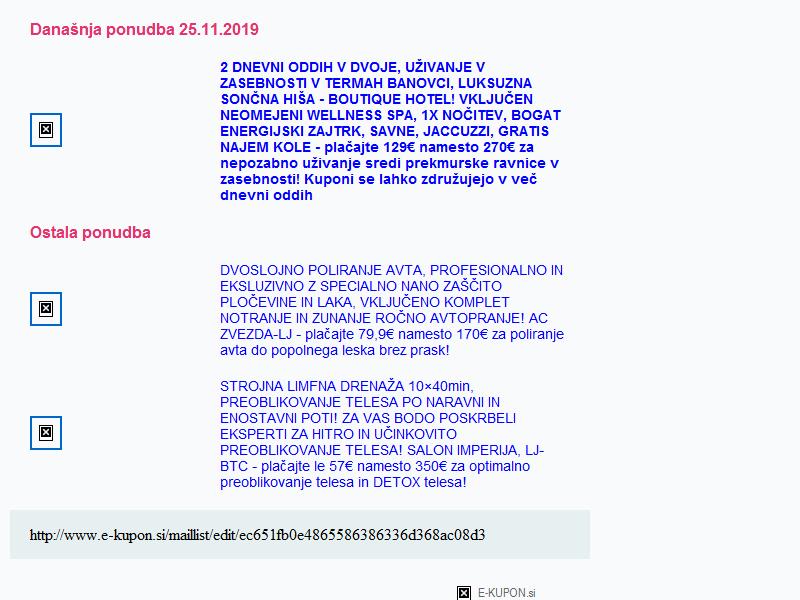 Današnja ponudba 25.11.2019
2 DNEVNI ODDIH V DVOJE, UŽIVANJE V
ZASEBNOSTI V TERMAH BANOVCI, LUKSUZNA
SONČNA HIŠA - BOUTIQUE HOTEL! VKLJUČEN
NEOMEJENI WELLNESS SPA, 1X NOČITEV, BOGAT
ENERGIJSKI ZAJTRK, SAVNE, JACCUZZI, GRATIS
NAJEM KOLE - plačajte 129€ namesto 270€ za
nepozabno uživanje sredi prekmurske ravnice v
zasebnosti! Kuponi se lahko združujejo v več
dnevni oddih
Ostala ponudba
DVOSLOJNO POLIRANJE AVTA, PROFESIONALNO IN
EKSLUZIVNO Z SPECIALNO NANO ZAŠČITO
PLOČEVINE IN LAKA, VKLJUČENO KOMPLET
NOTRANJE IN ZUNANJE ROČNO AVTOPRANJE! AC
ZVEZDA-LJ - plačajte 79,9€ namesto 170€ za poliranje
avta do popolnega leska brez prask!
STROJNA LIMFNA DRENAŽA 10×40min,
PREOBLIKOVANJE TELESA PO NARAVNI IN
ENOSTAVNI POTI! ZA VAS BODO POSKRBELI
EKSPERTI ZA HITRO IN UČINKOVITO
PREOBLIKOVANJE TELESA! SALON IMPERIJA, LJ-
BTC - plačajte le 57€ namesto 350€ za optimalno
preoblikovanje telesa in DETOX telesa!
http://www.e-kupon.si/maillist/edit/ec651fb0e4865586386336d368ac08d3
E-KUPON.si